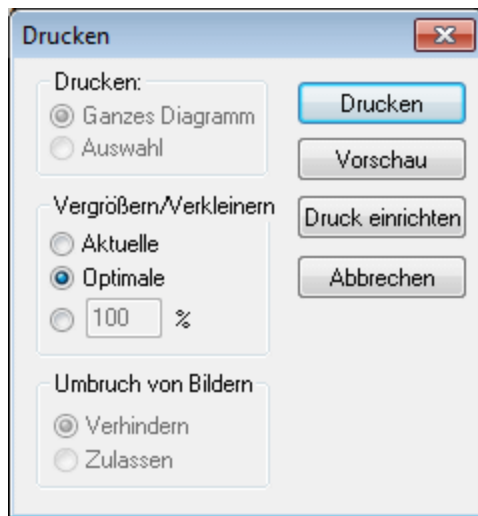 Drucken
Drucken:
Ganzes Diagramm
Auswahl
Vergrößern/Verkleinern
Aktuelle
Optimale
100 %
Umbruch von Bildern
Verhindern
Zulassen
Drucken
Vorschau
Druck einrichten
Abbrechen